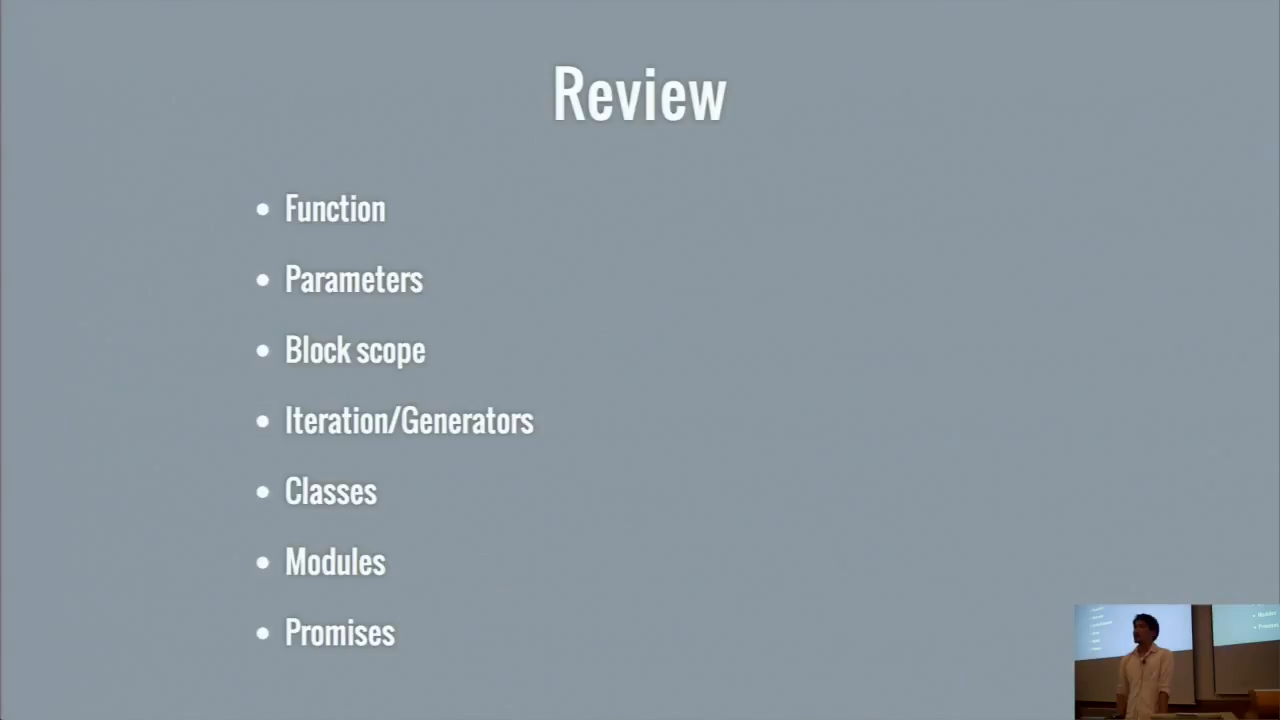 Review
Function
Parameters
Block scope
Iteration/Generators
Classes
Modules
Promises